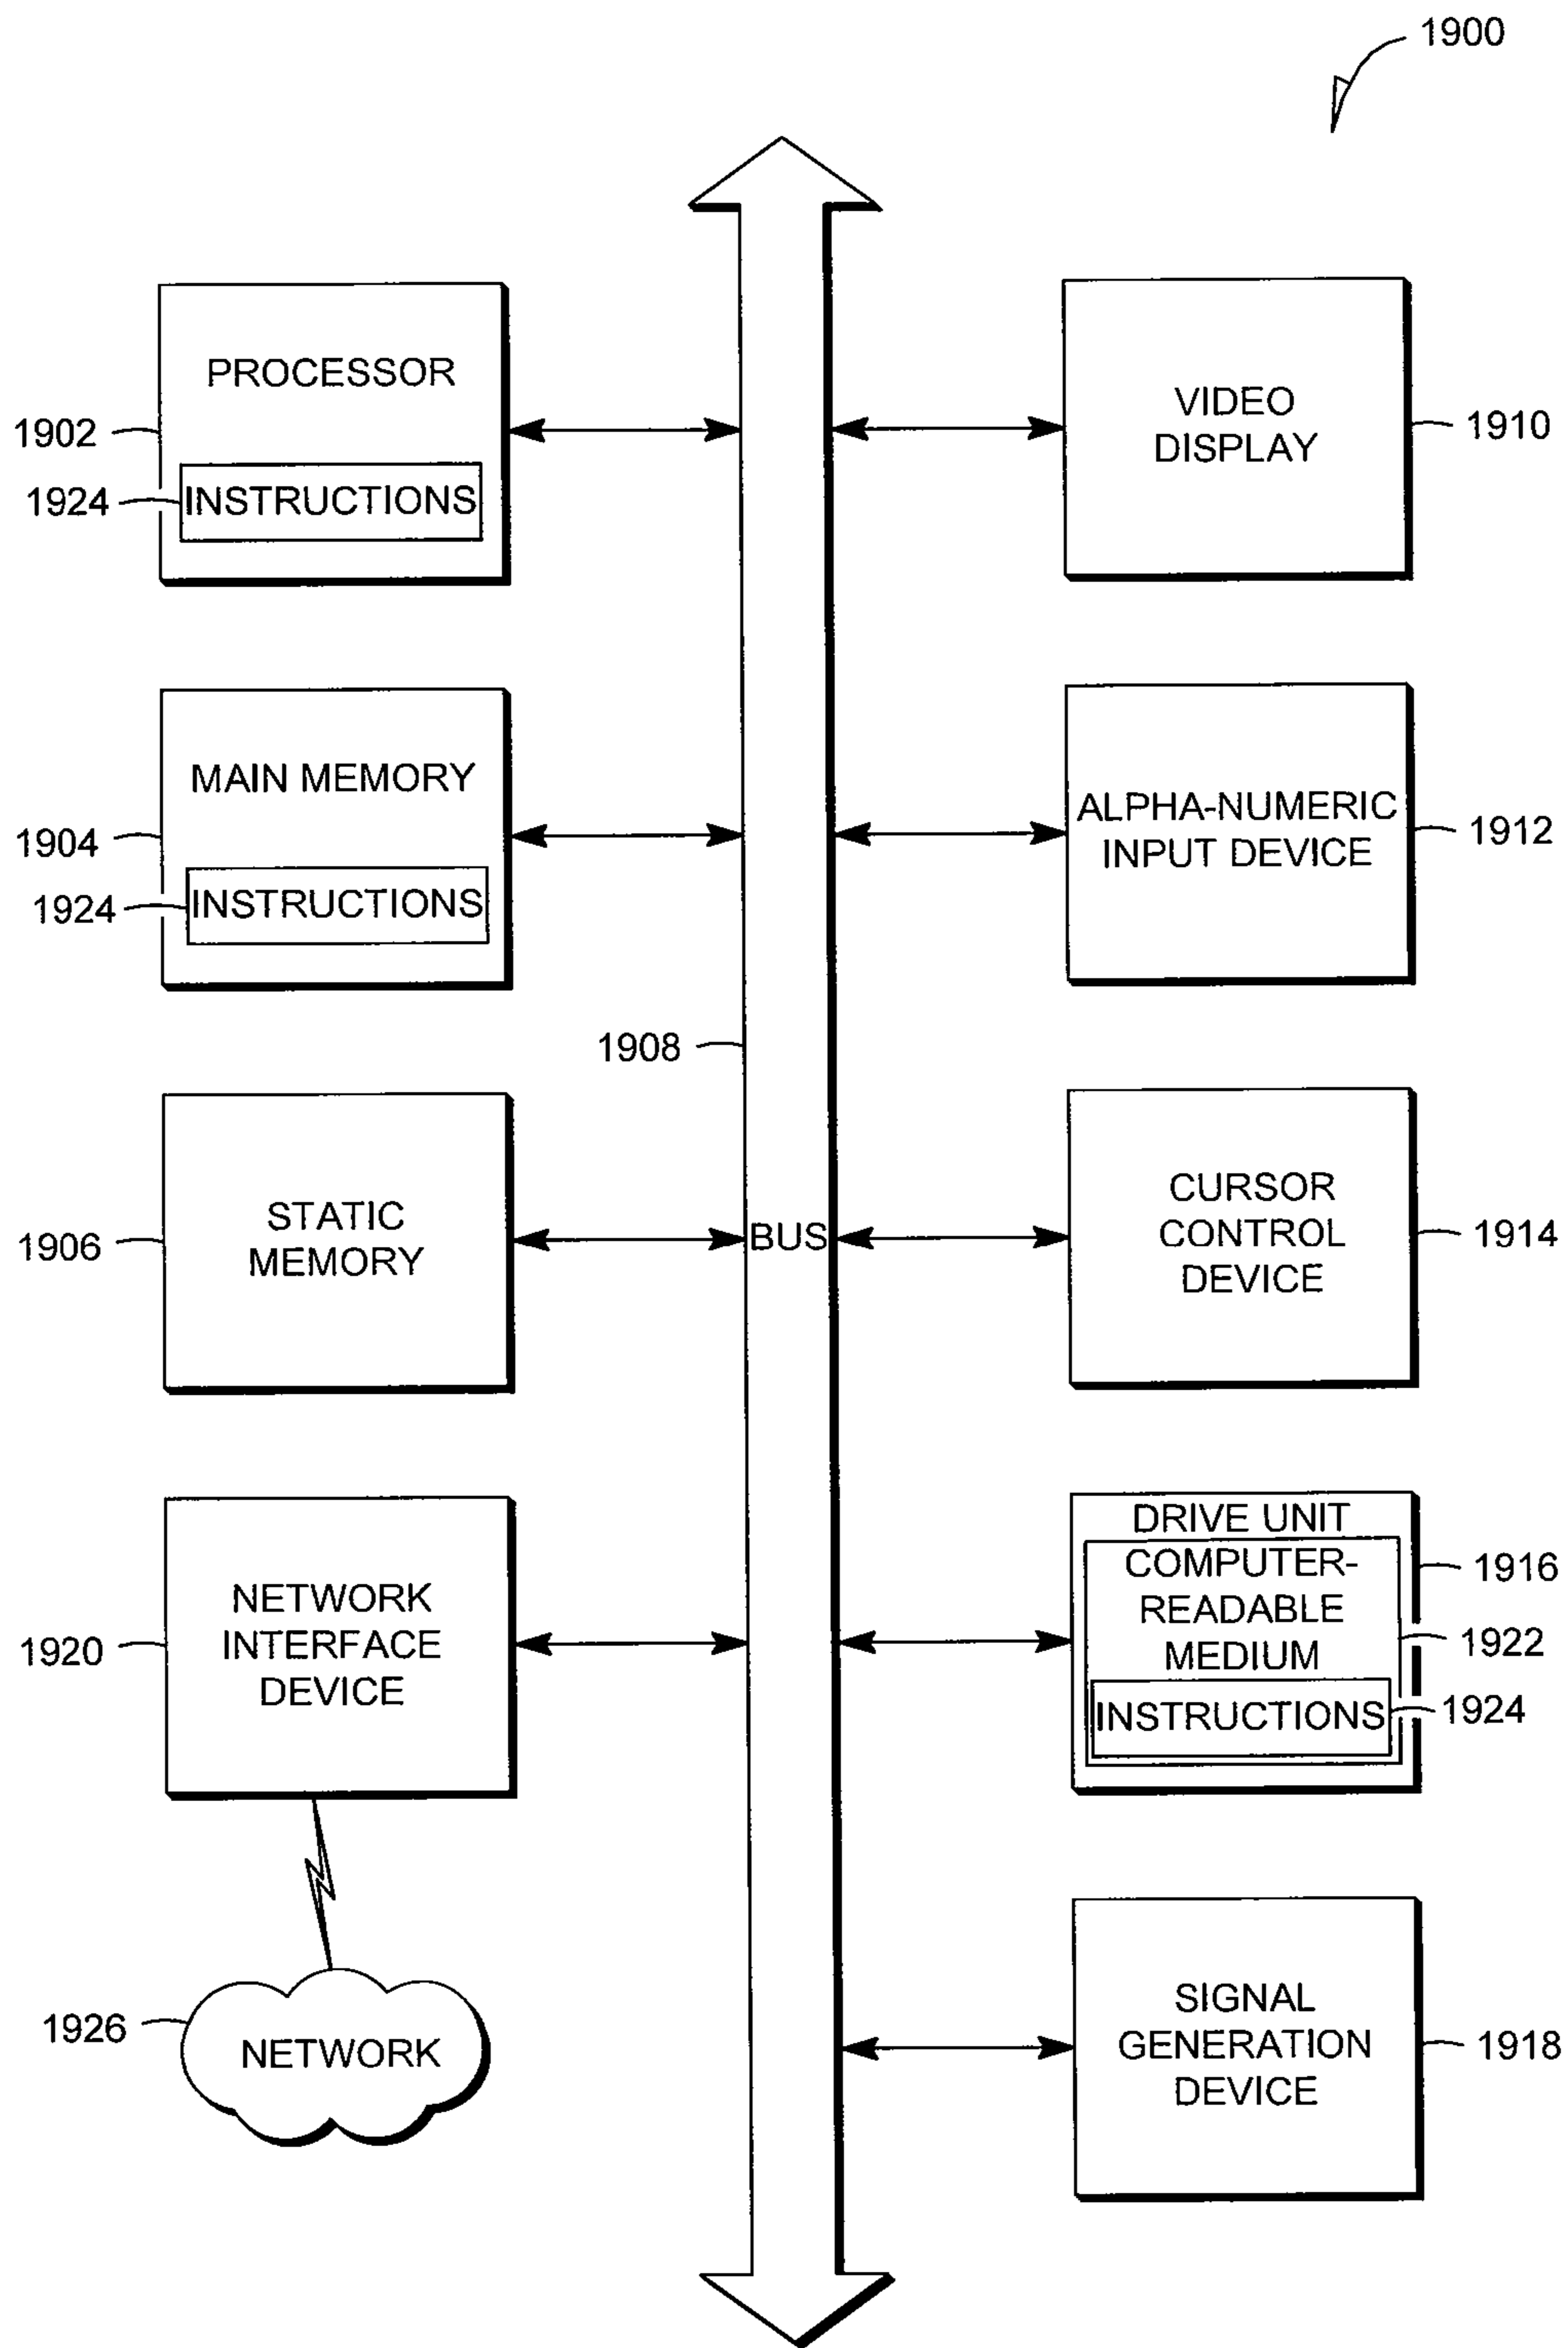 1900
PROCESSOR
1902
1924
INSTRUCTIONS
MAIN MEMORY
1904
1924
INSTRUCTIONS
1908
STATIC
MEMORY
1906
BUS
NETWORK
INTERFACE
DEVICE
1920
1926
NETWORK
VIDEO
DISPLAY
1910
ALPHA-NUMERIC
INPUT DEVICE
1912
CURSOR
CONTROL
DEVICE
1914
DRIVE UNIT
COMPUTER-
READABLE
MEDIUM
1916
1922
INSTRUCTIONS
1924
SIGNAL
GENERATION
DEVICE
1918